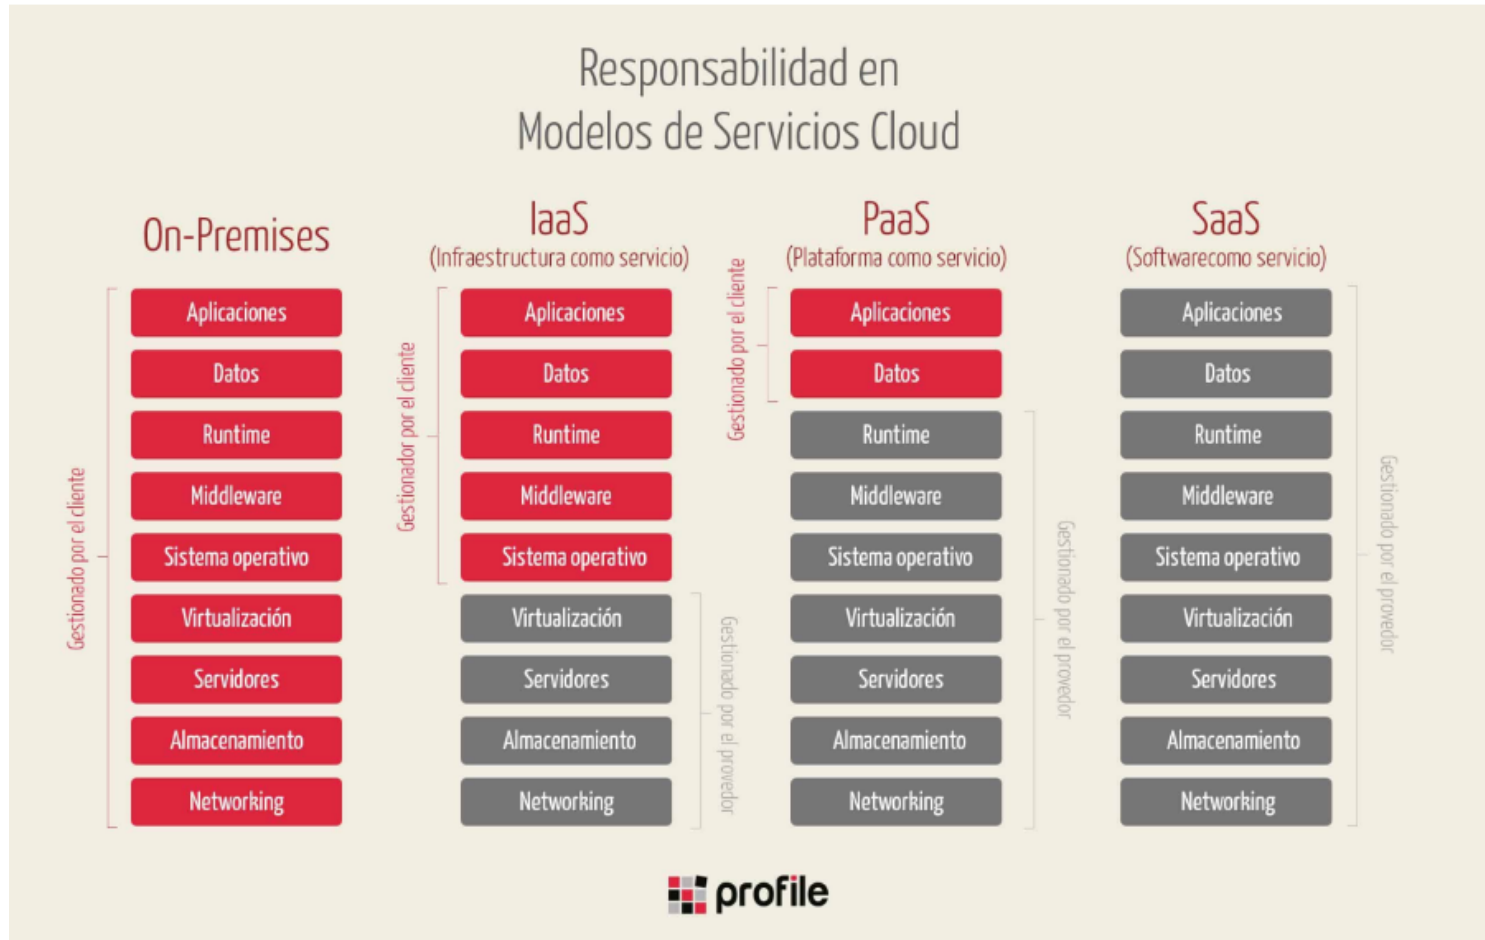 Responsabilidad en
Modelos de Servicios Cloud
On-Premises
Gestionado por el cliente
Aplicaciones
Datos
Runtime
Middleware
Sistema operativo
Virtualización
Servidores
Almacenamiento
Networking
IaaS
(Infraestructura como servicio)
Gestionador por el cliente
Aplicaciones
Datos
Runtime
Middleware
Sistema operativo
Virtualización
Servidores
Almacenamiento
Networking
Gestionado por el provedor
PaaS
(Plataforma como servicio)
Gestionado por el cliente
Aplicaciones
Datos
Runtime
Middleware
Sistema operativo
Virtualización
Servidores
Almacenamiento
Networking
Gestionado por el provedor
SaaS
(Softwarecomo servicio)
Aplicaciones
Datos
Runtime
Middleware
Sistema operativo
Virtualización
Servidores
Almacenamiento
Networking
Gestionado por el provedor
profile